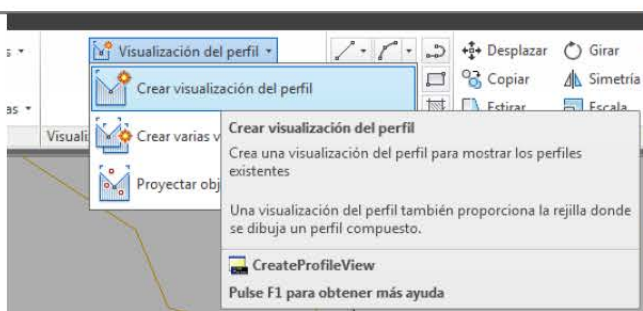 Visualización del perfil
Desplazar Girar
Crear visualización del perfil
Copiar Simetría
as
Estirar Escala
Visuali
Crear varias v
Crear visualización del perfil
Crea una visualización del perfil para mostrar los perfiles
existentes
Proyectar obj
Una visualización del perfil también proporciona la rejilla donde
se dibuja un perfil compuesto.
CreateProfileView
Pulse F1 para obtener más ayuda